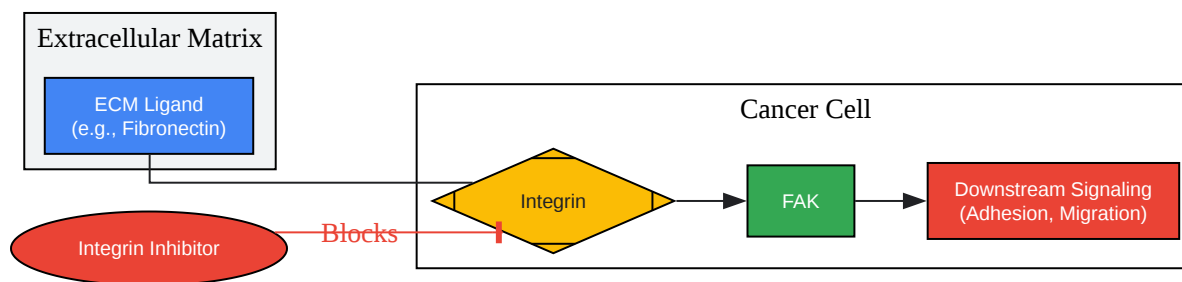 Extracellular Matrix
ECM Ligand
(e.g., Fibronectin)
Cancer Cell
Integrin
FAK
Downstream Signaling
(Adhesion, Migration)
Blocks
Integrin Inhibitor